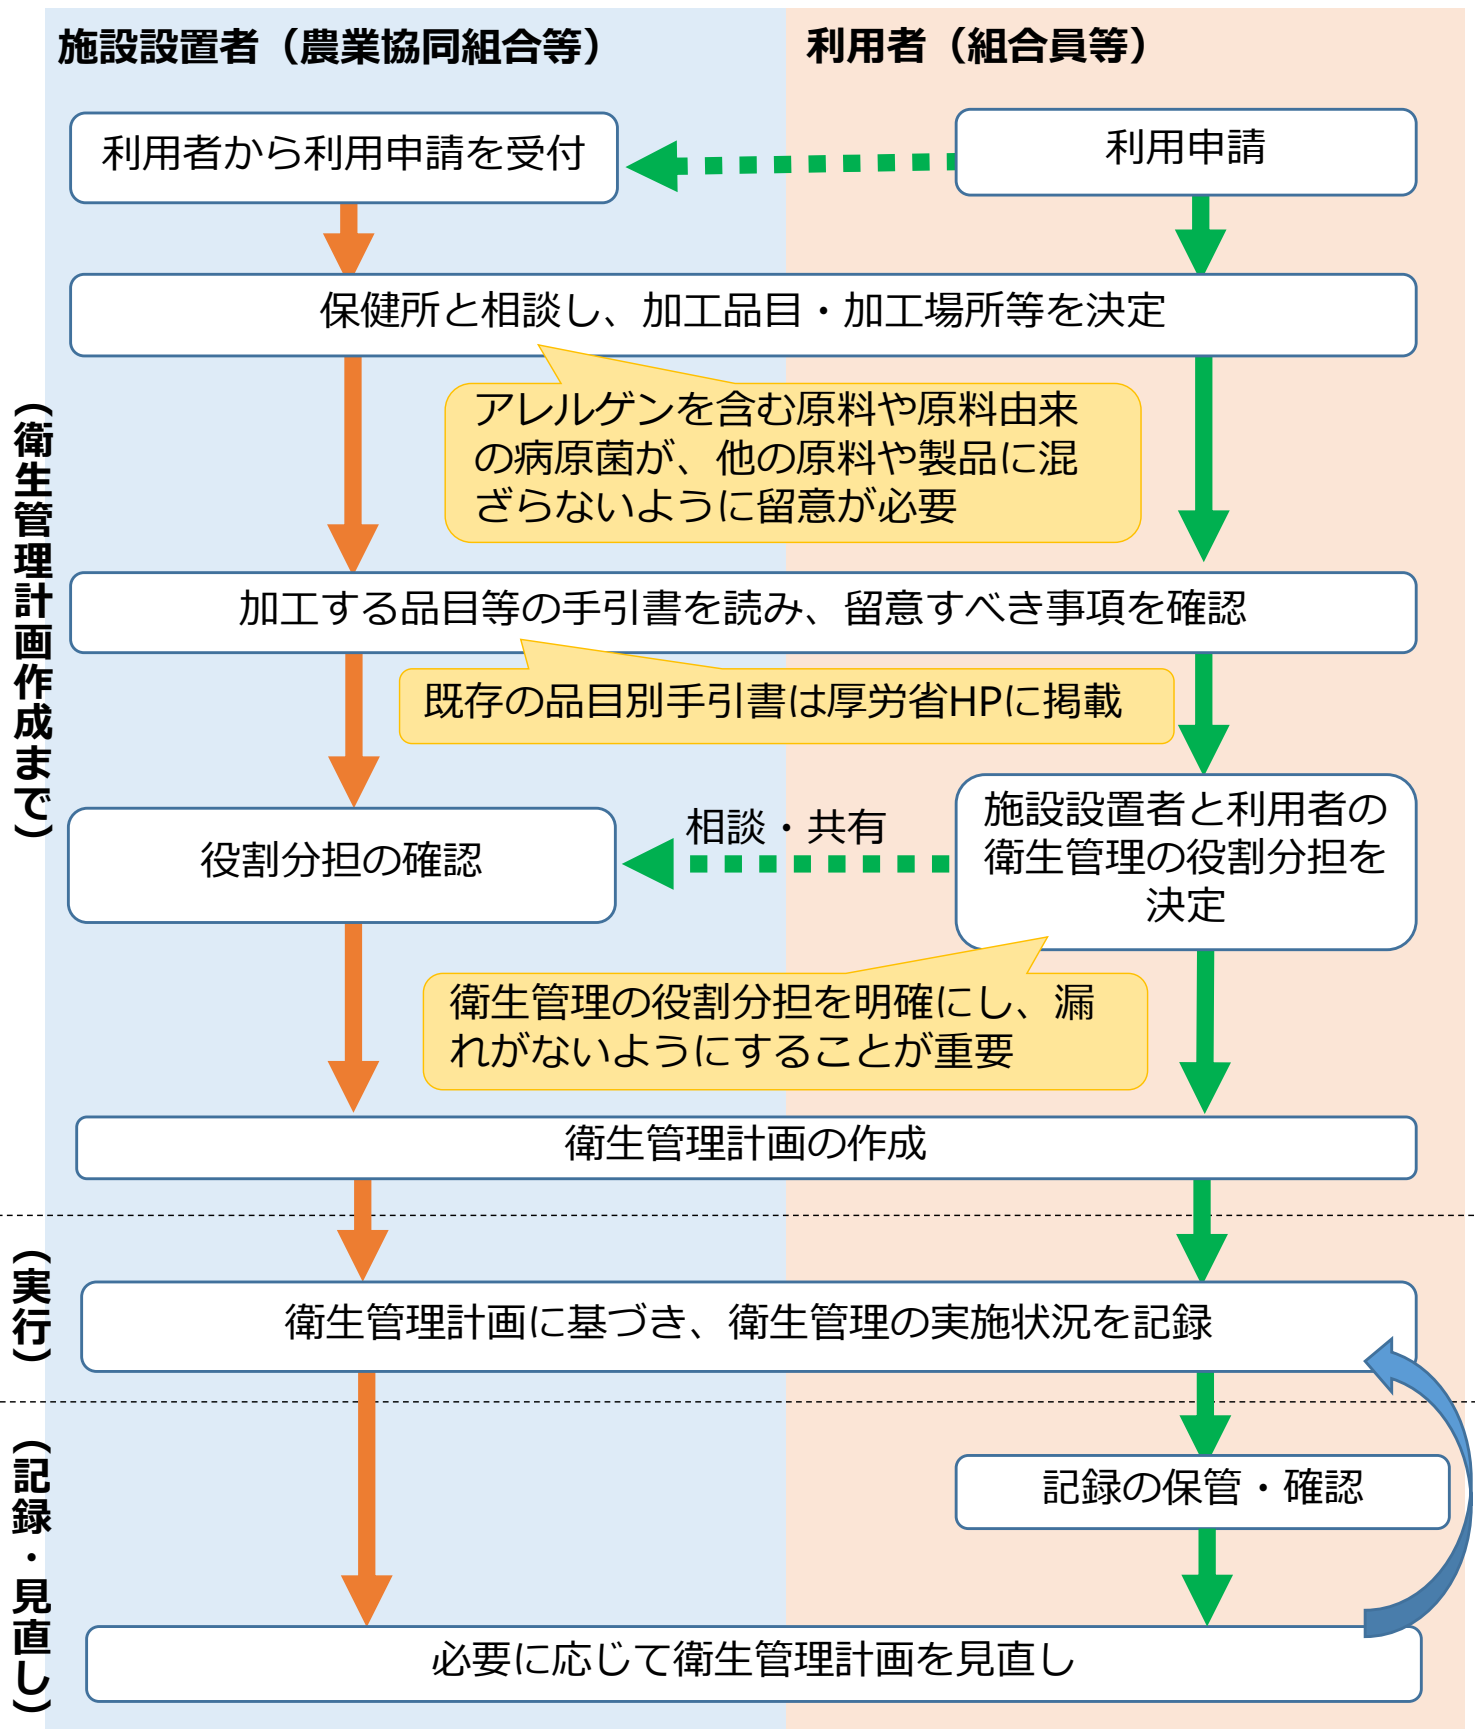 施設設置者（農業協同組合等）
利用者（組合員等）
（衛生管理計画作成まで）
利用者から利用申請を受付
利用申請
保健所と相談し、加工品目・加工場所等を決定
アレルゲンを含む原料や原料由来
の病原菌が、他の原料や製品に混
ざらないように留意が必要
加工する品目等の手引書を読み、留意すべき事項を確認
既存の品目別手引書は厚労省HPに掲載
役割分担の確認
相談・共有
施設設置者と利用者の
衛生管理の役割分担を
決定
衛生管理の役割分担を明確にし、漏
れがないようにすることが重要
衛生管理計画の作成
（実行）
衛生管理計画に基づき、衛生管理の実施状況を記録
（記録・見直し）
記録の保管・確認
必要に応じて衛生管理計画を見直し